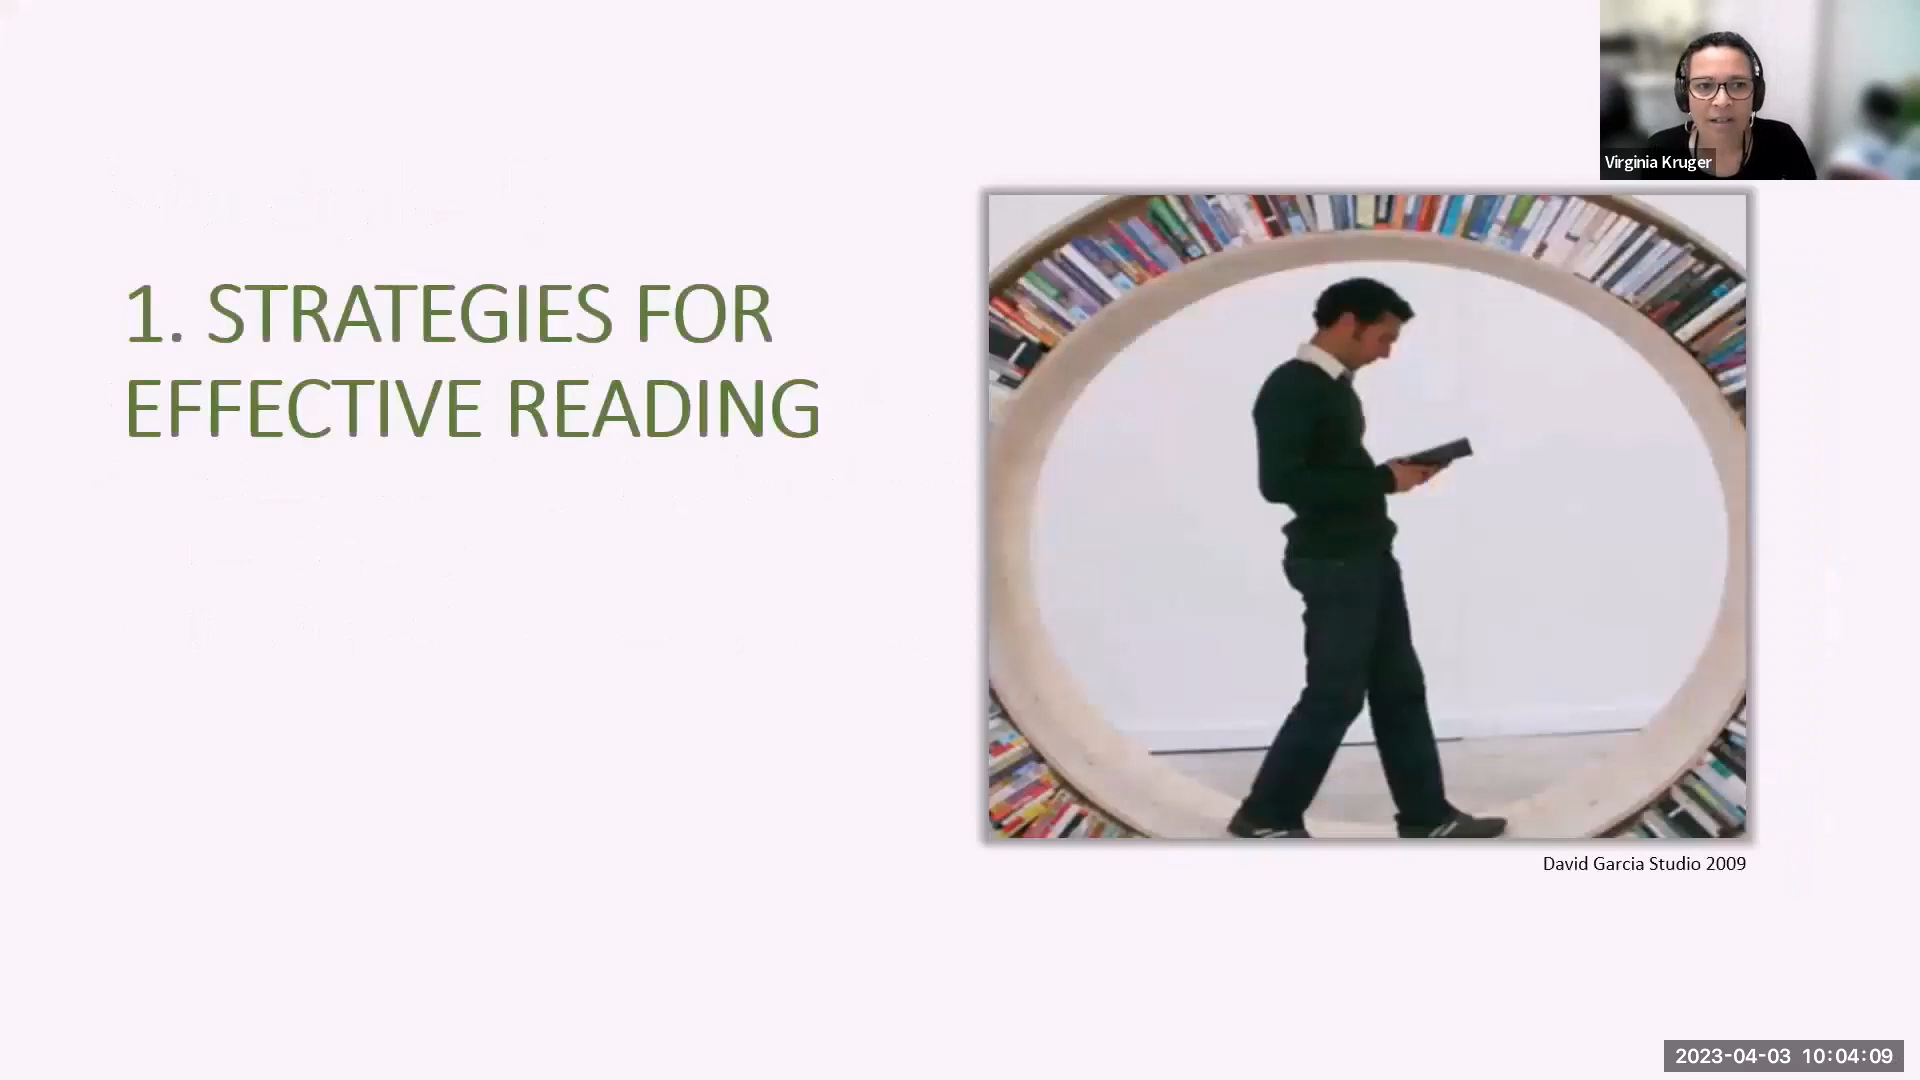 Virginia Kruger
1. STRATEGIES FOR
EFFECTIVE READING
David Garcia Studio 2009
2023-04-03 10:04:09